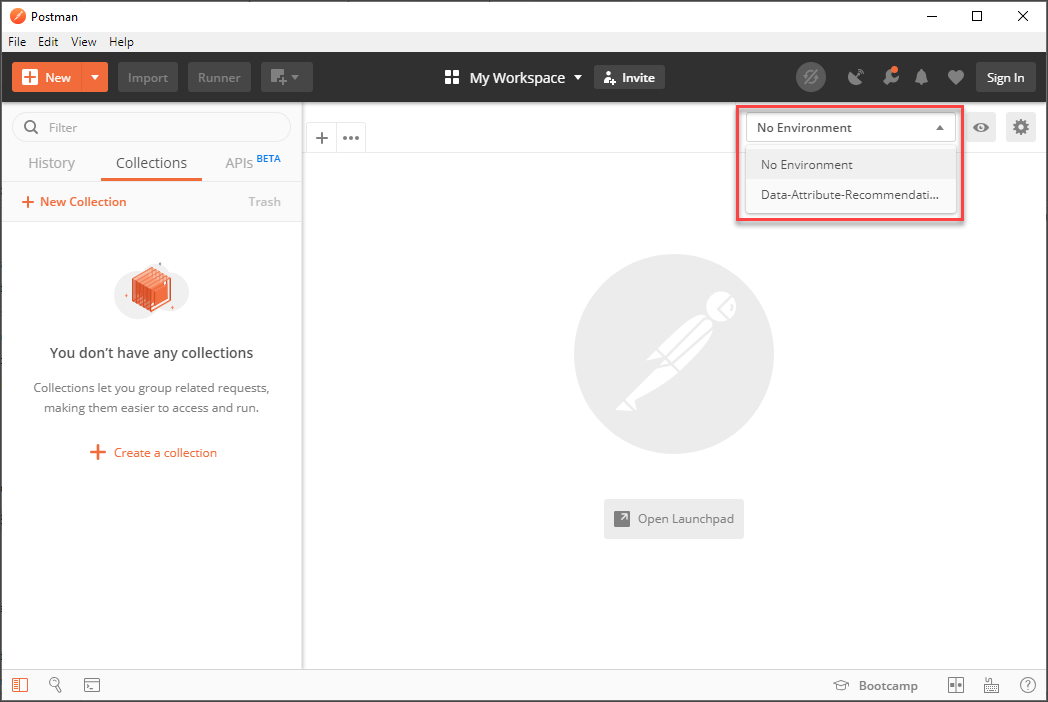 Postman
File Edit View Help
New Import Runner My Workspace Invite Sign In
Filter
History Collections APIs BETA
New Collection Trash
No Environment
No Environment
Data-Attribute-Recommendati...
You don’t have any collections
Collections let you group related requests,
making them easier to access and run.
Create a collection
Open Launchpad
Bootcamp